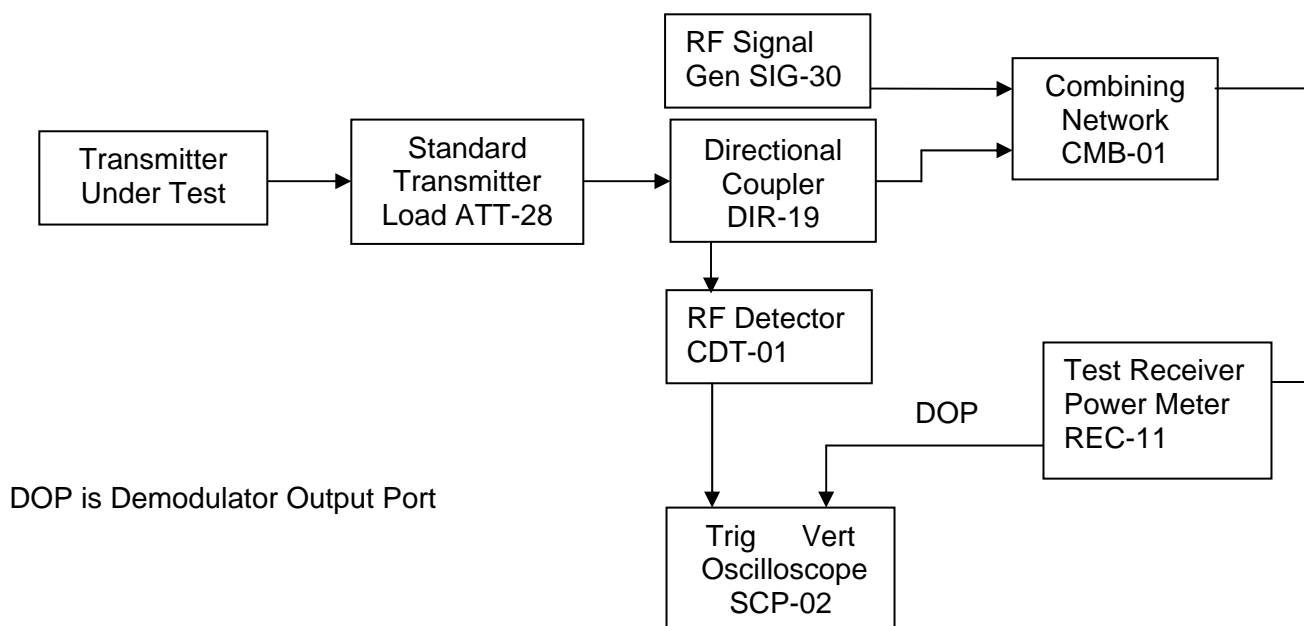 RF Signal
Gen SIG-30
Combining
Network
CMB-01
Transmitter
Under Test
Standard
Transmitter
Load ATT-28
Directional
Coupler
DIR-19
RF Detector
CDT-01
Test Receiver
Power Meter
REC-11
DOP
DOP is Demodulator Output Port
Trig Vert
Oscilloscope
SCP-02